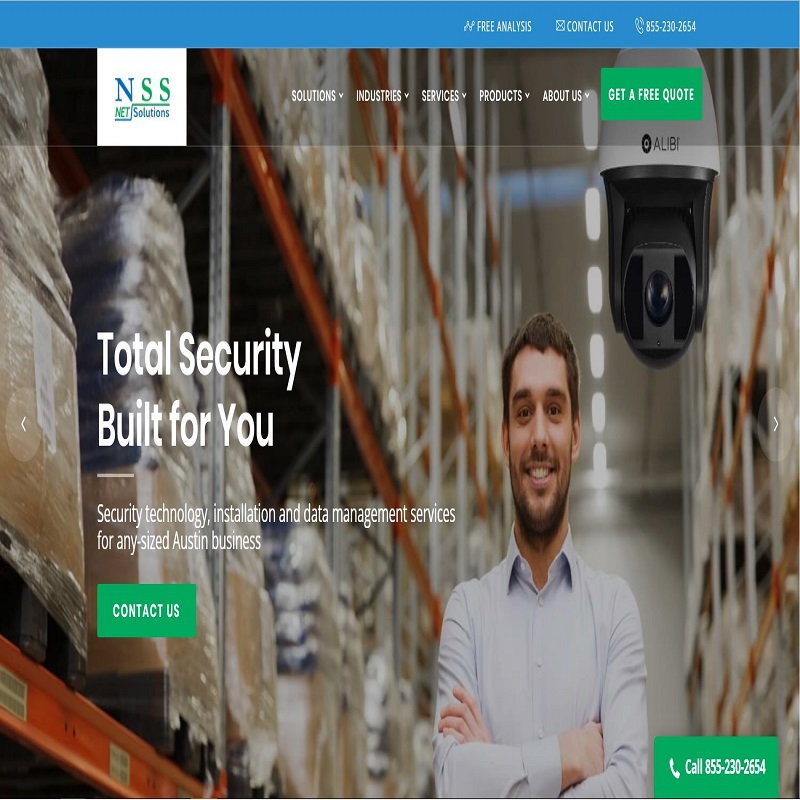 FREE ANALYSIS
CONTACT US
855-230-2654
NSS
NET Solutions
SOLUTIONS
INDUSTRIES
SERVICES
PRODUCTS
ABOUT US
GET A FREE QUOTE
ALIBI
Total Security
Built for You
Security technology, installation and data management services
for any-sized Austin business
CONTACT US
Call 855-230-2654